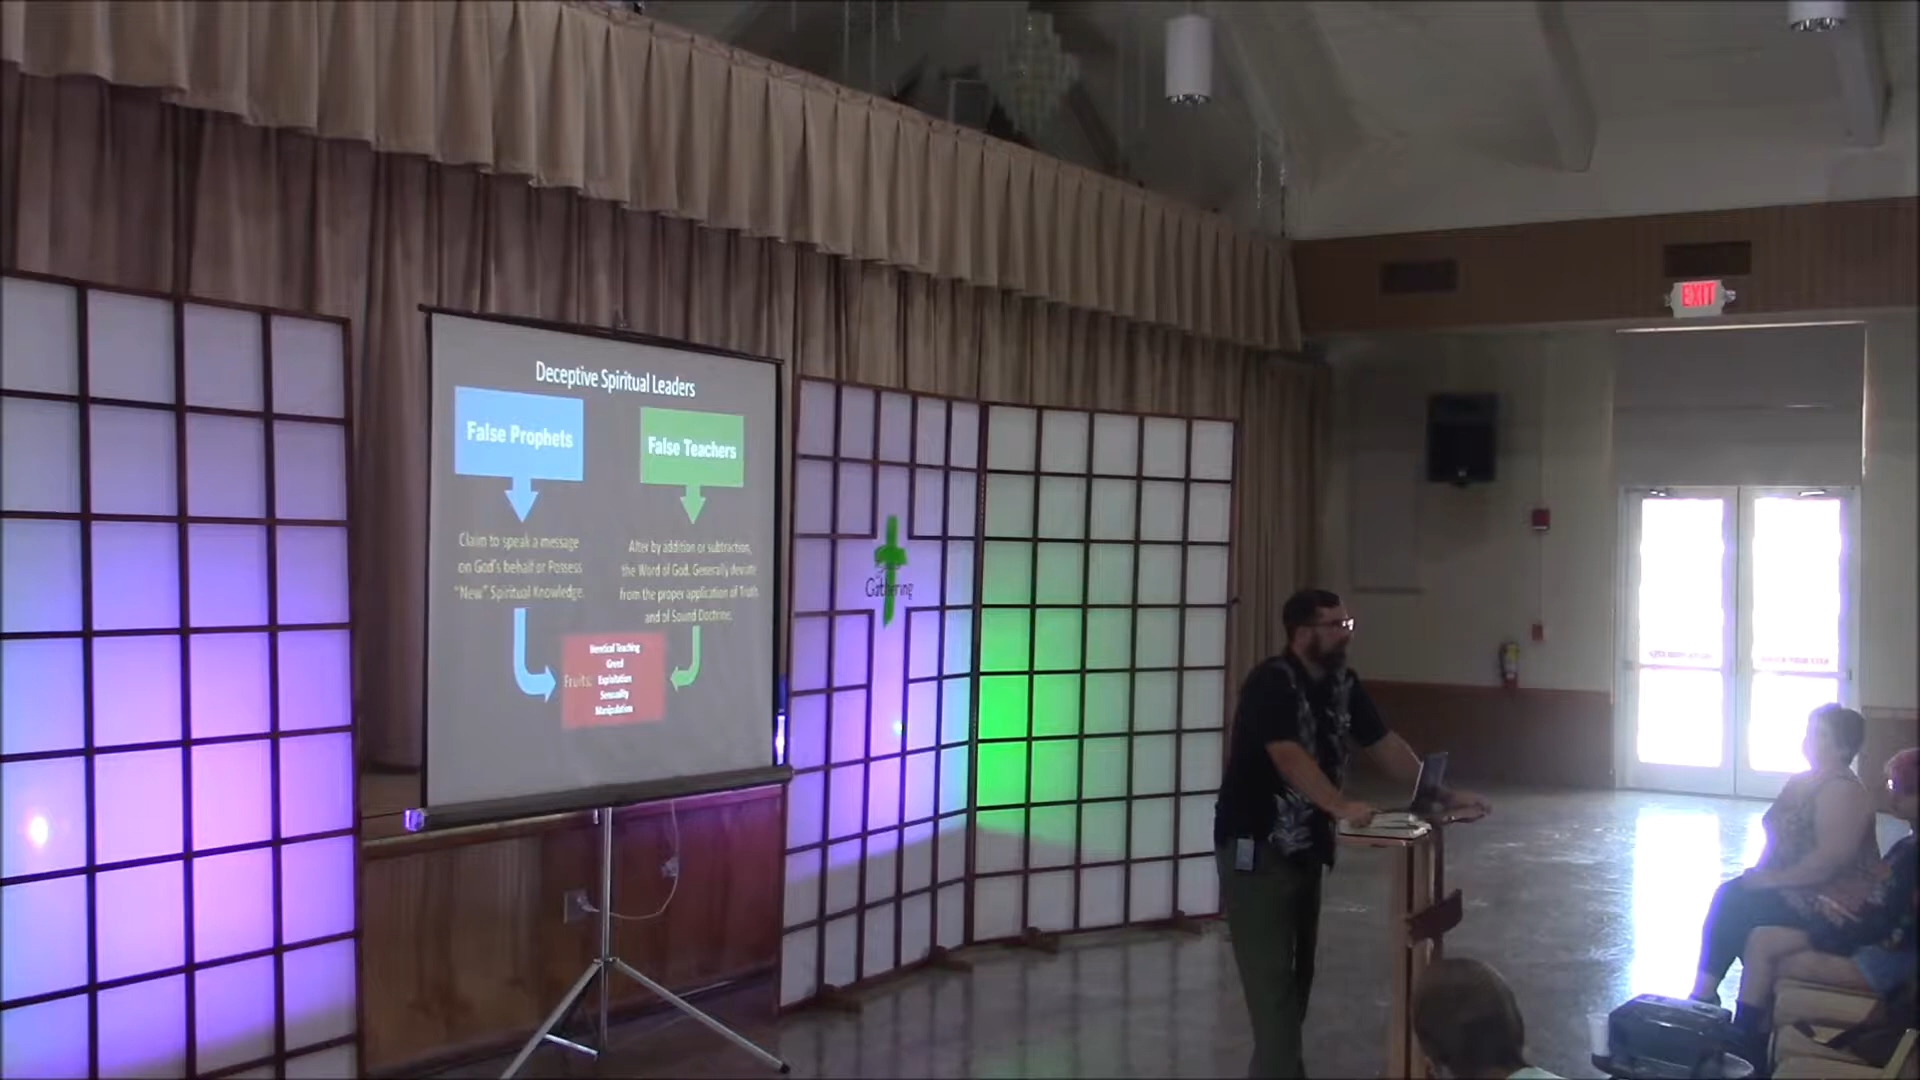 Deceptive Spiritual Leaders
False Prophets
False Teachers
Claim to speak a message
on God's behalf or Possess
"New" Spiritual Knowledge.
Alter by addition or subtraction,
the Word of God. Generally deviate
from the proper application of Truth
and of Sound Doctrine.
Fruits:
Heretical Teaching
Greed
Exploitation
Sensuality
Manipulation
Gathering
EXIT